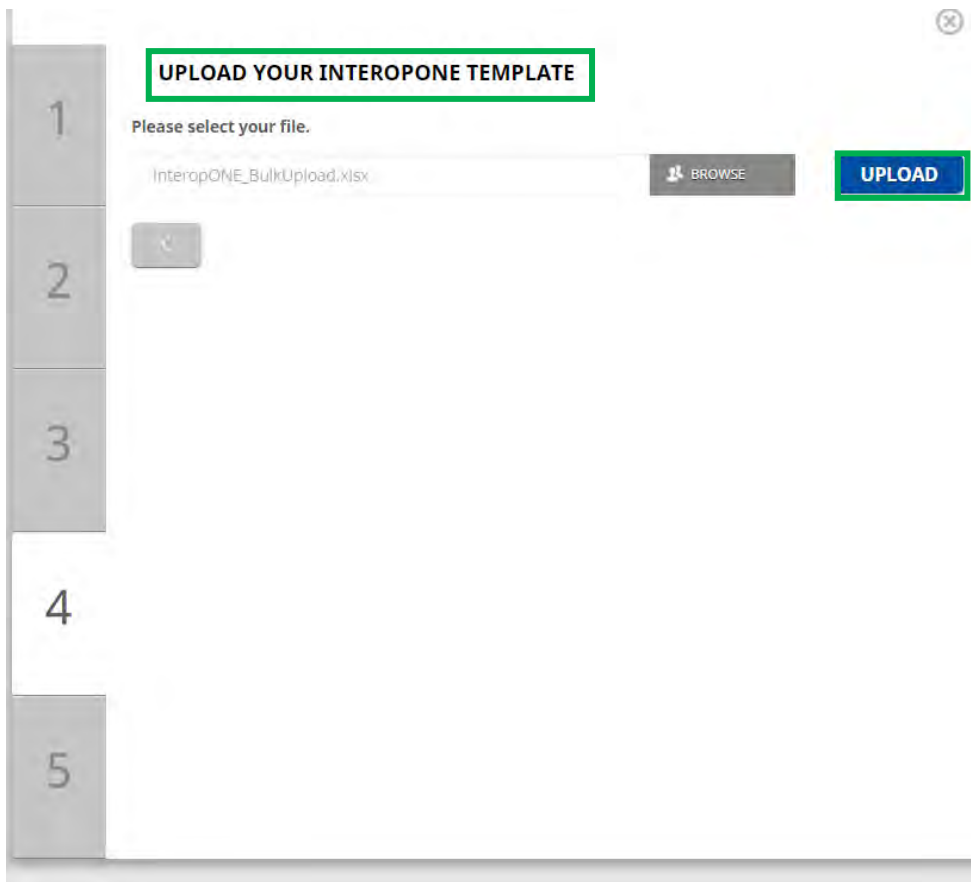 UPLOAD YOUR INTEROPONE TEMPLATE
1
Please select your file.
InteropONE_BulkUpload.xlsx
BROWSE
UPLOAD
2
3
4
5